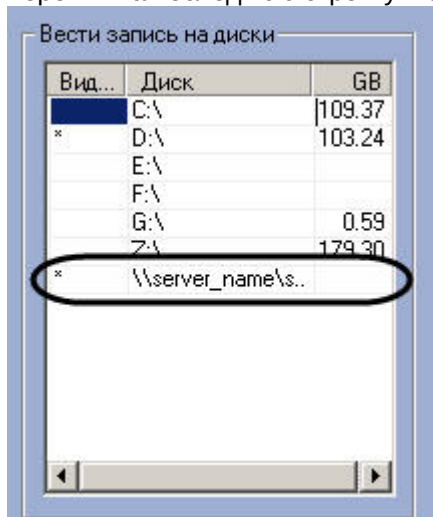 Вести запись на диски
Вид... Диск GB
C:\ 109.37
* D:\ 103.24
E:\
F:\
G:\ 0.59
Z:\ 179.30
* \\server_name\s..